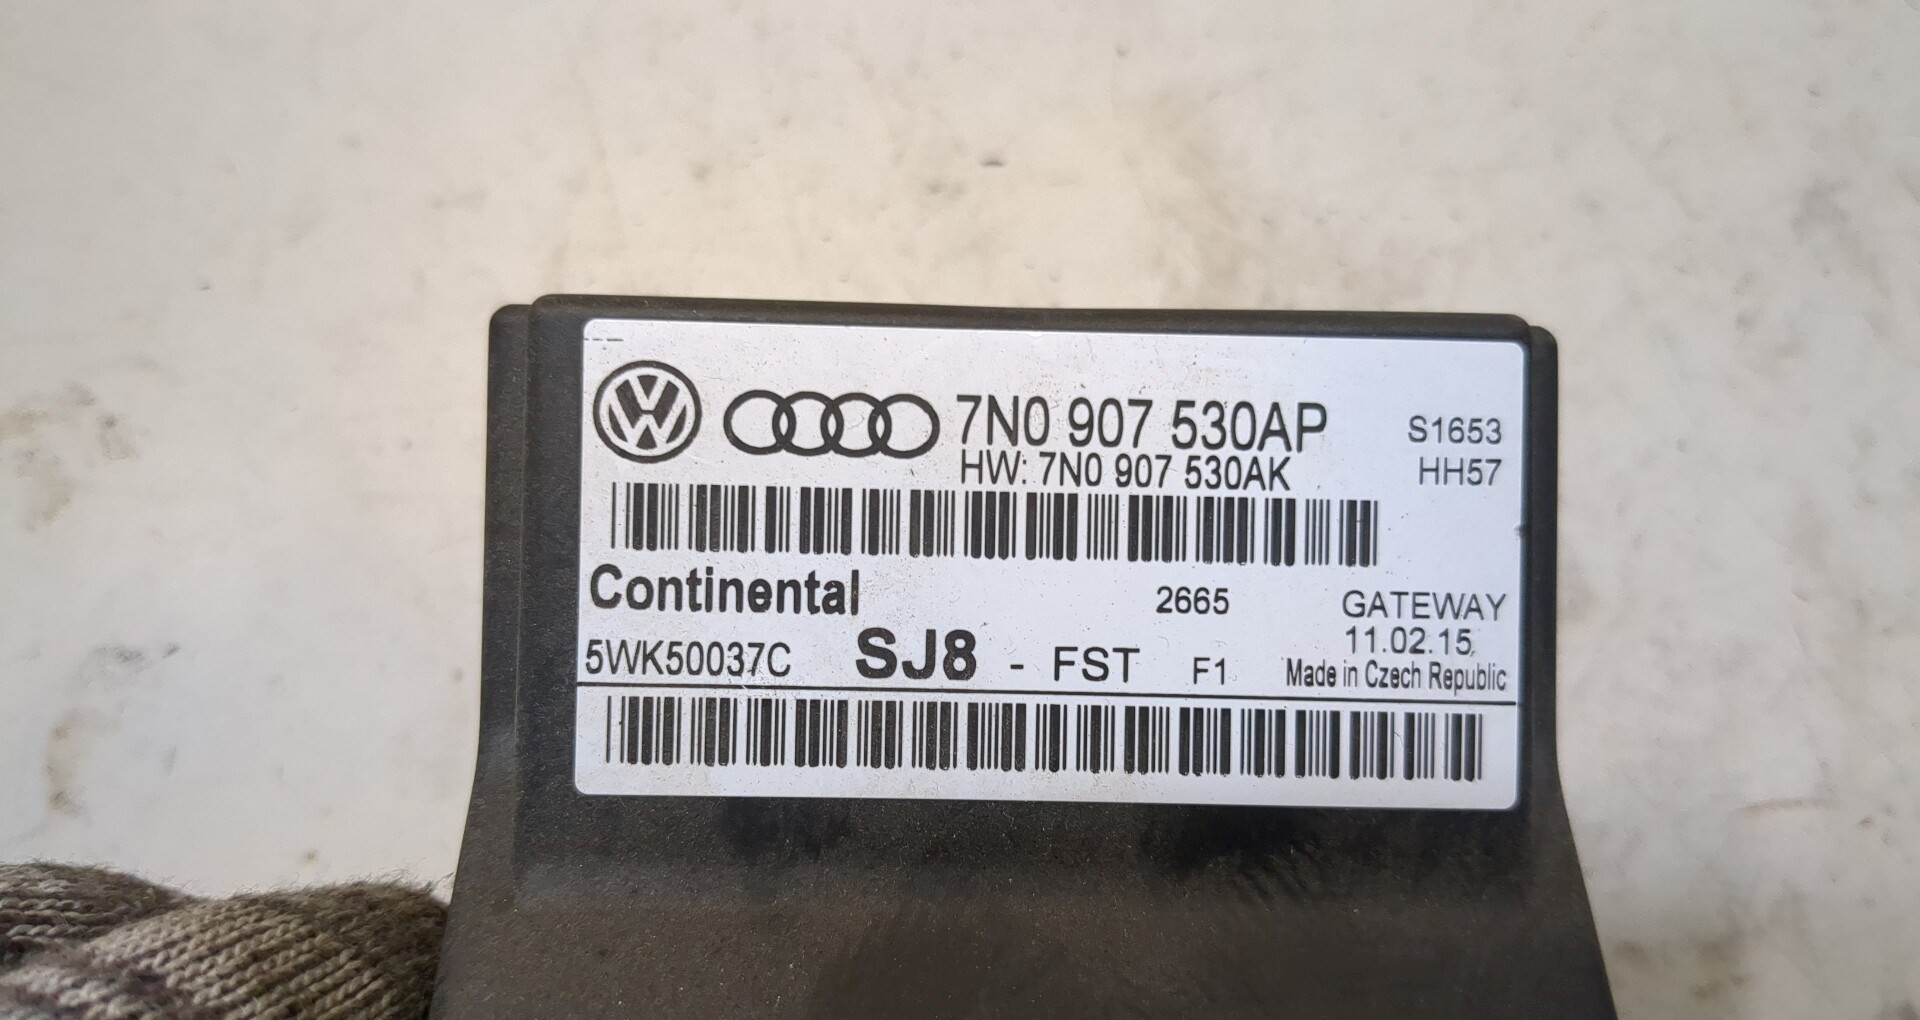 7N0 907 530AP S1653
HW: 7N0 907 530AK HH57
Continental 2665 GATEWAY
11.02.15
5WK50037C SJ8 - FST F1 Made in Czech Republic